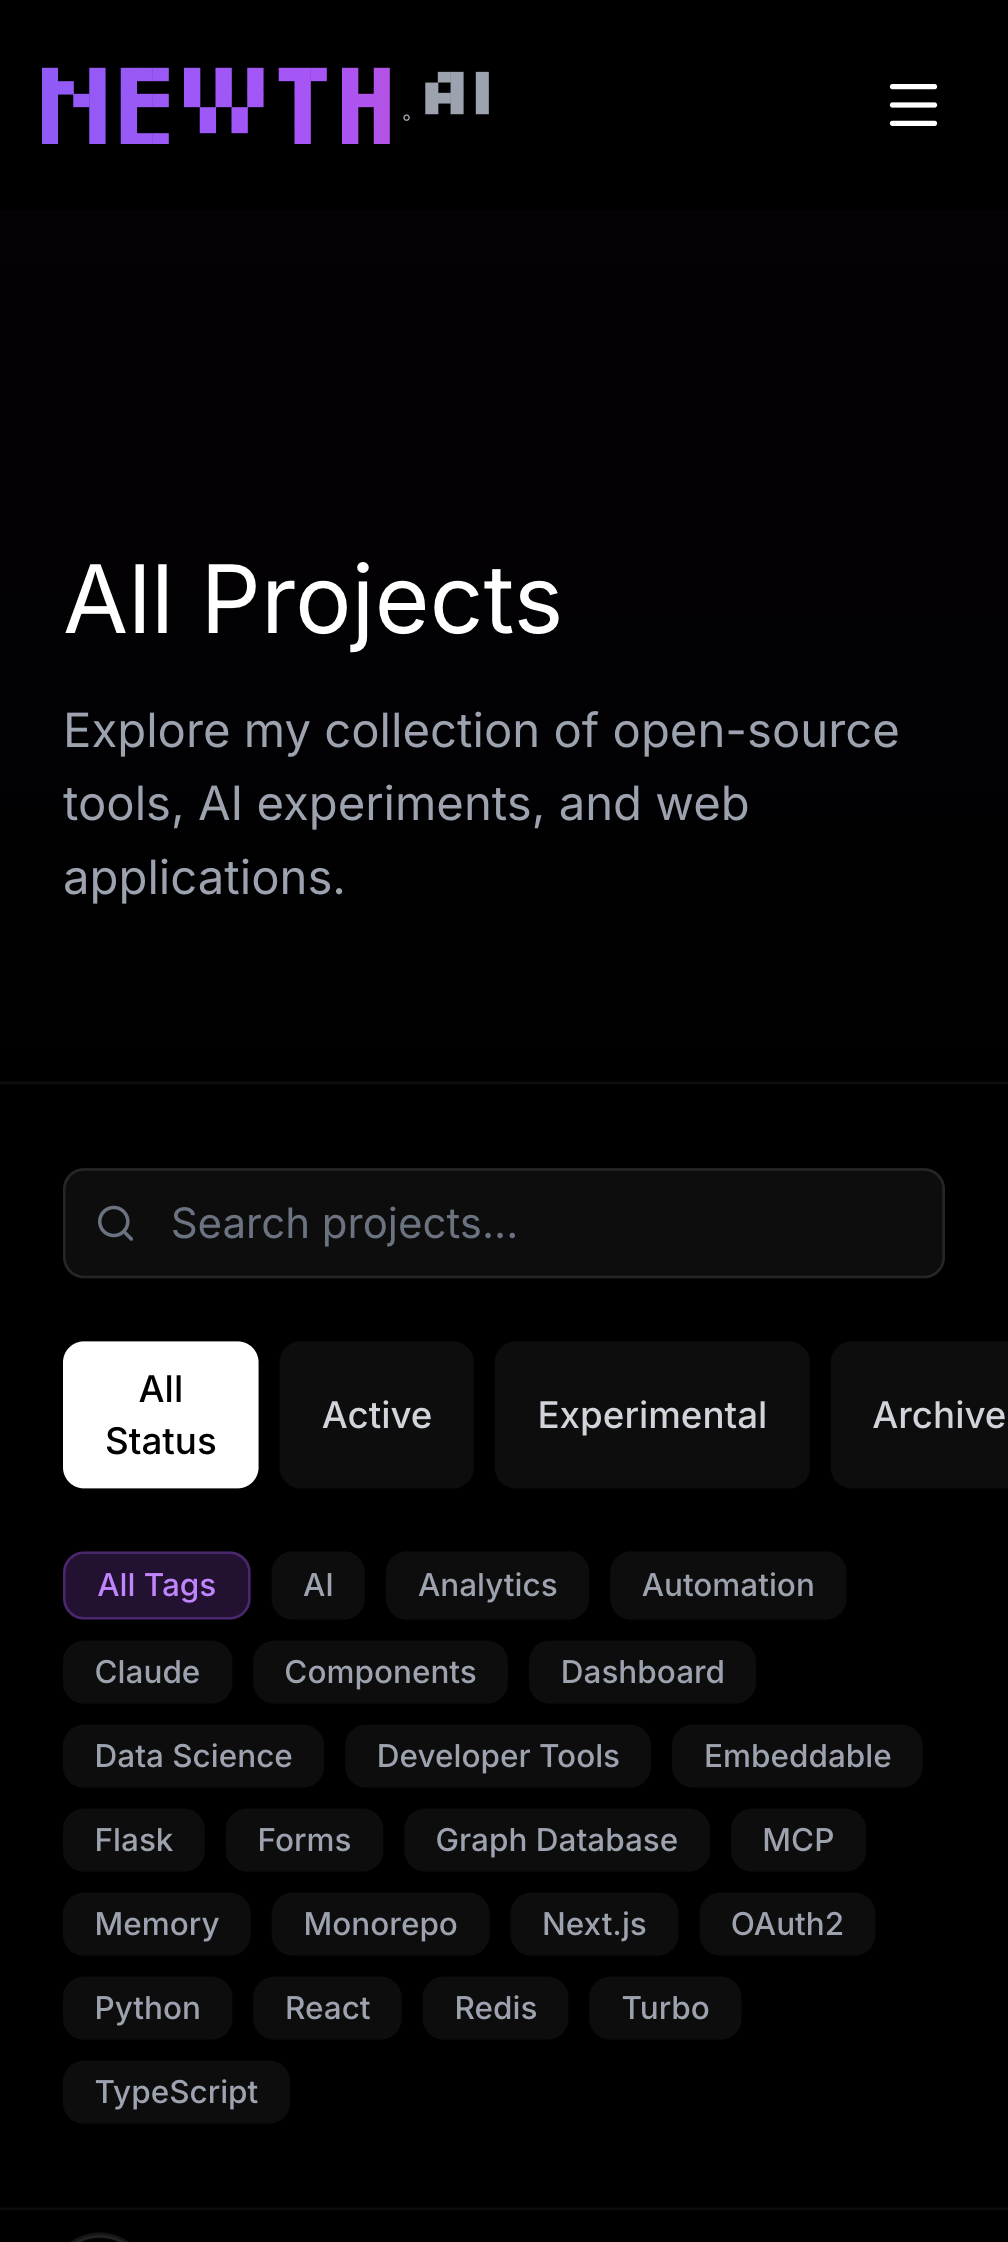 NEWTH.AI
All Projects
Explore my collection of open-source
tools, AI experiments, and web
applications.
Search projects...
All
Status
Active
Experimental
Archive
All Tags
AI
Analytics
Automation
Claude
Components
Dashboard
Data Science
Developer Tools
Embeddable
Flask
Forms
Graph Database
MCP
Memory
Monorepo
Next.js
OAuth2
Python
React
Redis
Turbo
TypeScript